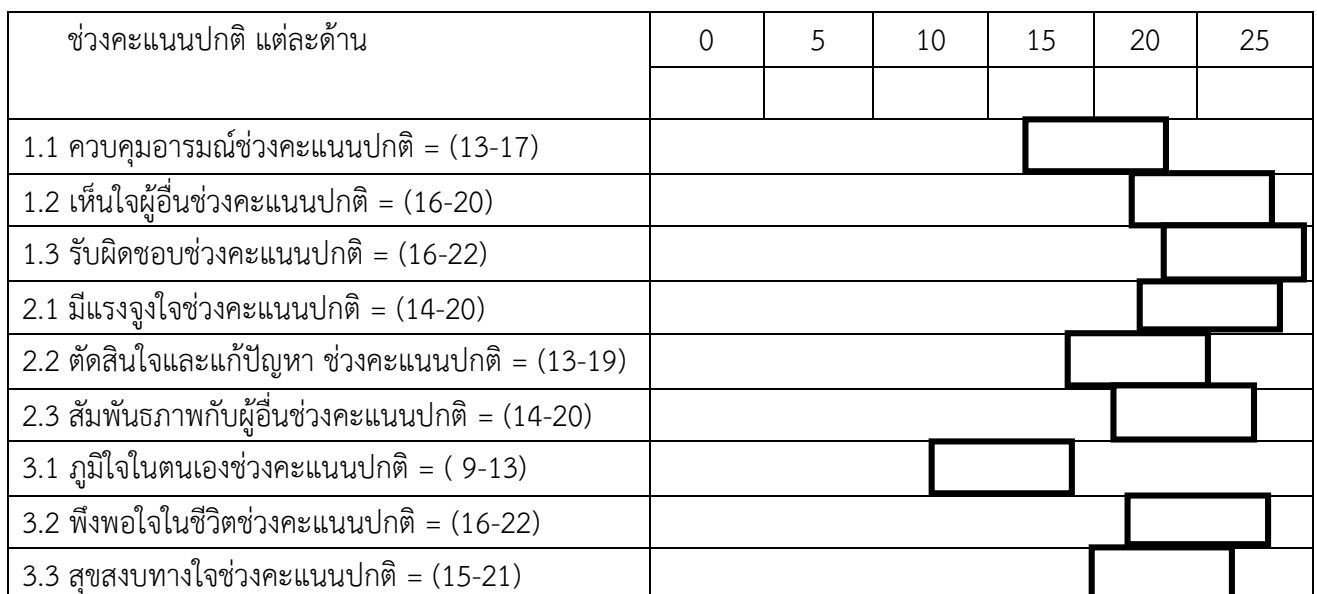 ช่วงคะแนนปกติ แต่ละด้าน 0 5 10 15 20 25
1.1 ควบคุมอารมณ์ช่วงคะแนนปกติ = (13-17)
1.2 เห็นใจผู้อื่นช่วงคะแนนปกติ = (16-20)
1.3 รับผิดชอบช่วงคะแนนปกติ = (16-22)
2.1 มีแรงจูงใจช่วงคะแนนปกติ = (14-20)
2.2 ตัดสินใจและแก้ปัญหา ช่วงคะแนนปกติ = (13-19)
2.3 สัมพันธภาพกับผู้อื่นช่วงคะแนนปกติ = (14-20)
3.1 ภูมิใจในตนเองช่วงคะแนนปกติ = ( 9-13)
3.2 พึงพอใจในชีวิตช่วงคะแนนปกติ = (16-22)
3.3 สุขสงบทางใจช่วงคะแนนปกติ = (15-21)